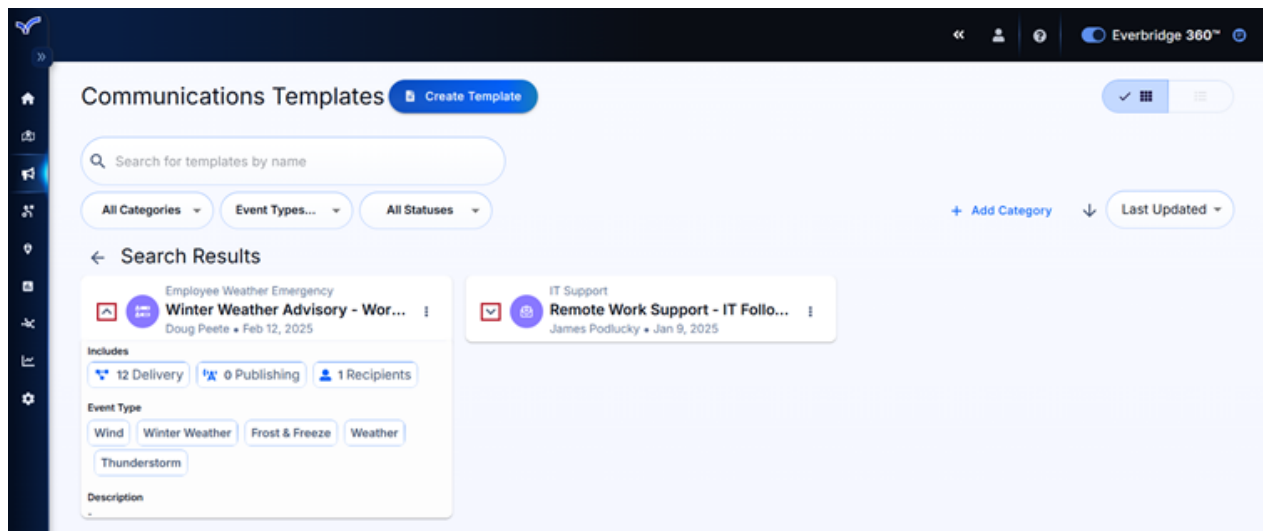 Everbridge 360™
Communications Templates
Create Template
Search for templates by name
All Categories
Event Types...
All Statuses
+ Add Category
Last Updated
Search Results
Employee Weather Emergency
Winter Weather Advisory - Wor...
Doug Peete • Feb 12, 2025
IT Support
Remote Work Support - IT Follo...
James Podlucky • Jan 9, 2025
Includes
12 Delivery
0 Publishing
1 Recipients
Event Type
Wind
Winter Weather
Frost & Freeze
Weather
Thunderstorm
Description
-